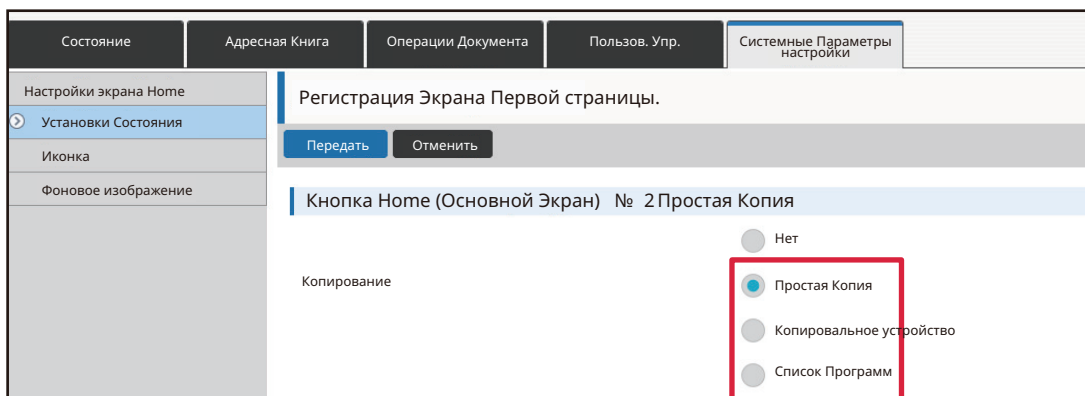 Состояние
Адресная Книга
Операции Документа
Пользов. Упр.
Системные Параметры
настройки
Настройки экрана Home
Установки Состояния
Иконка
Фоновое изображение
Регистрация Экрана Первой страницы.
Передать
Отменить
Кнопка Home (Основной Экран) № 2 Простая Копия
Копирование
Нет
Простая Копия
Копировальное устройство
Список Программ